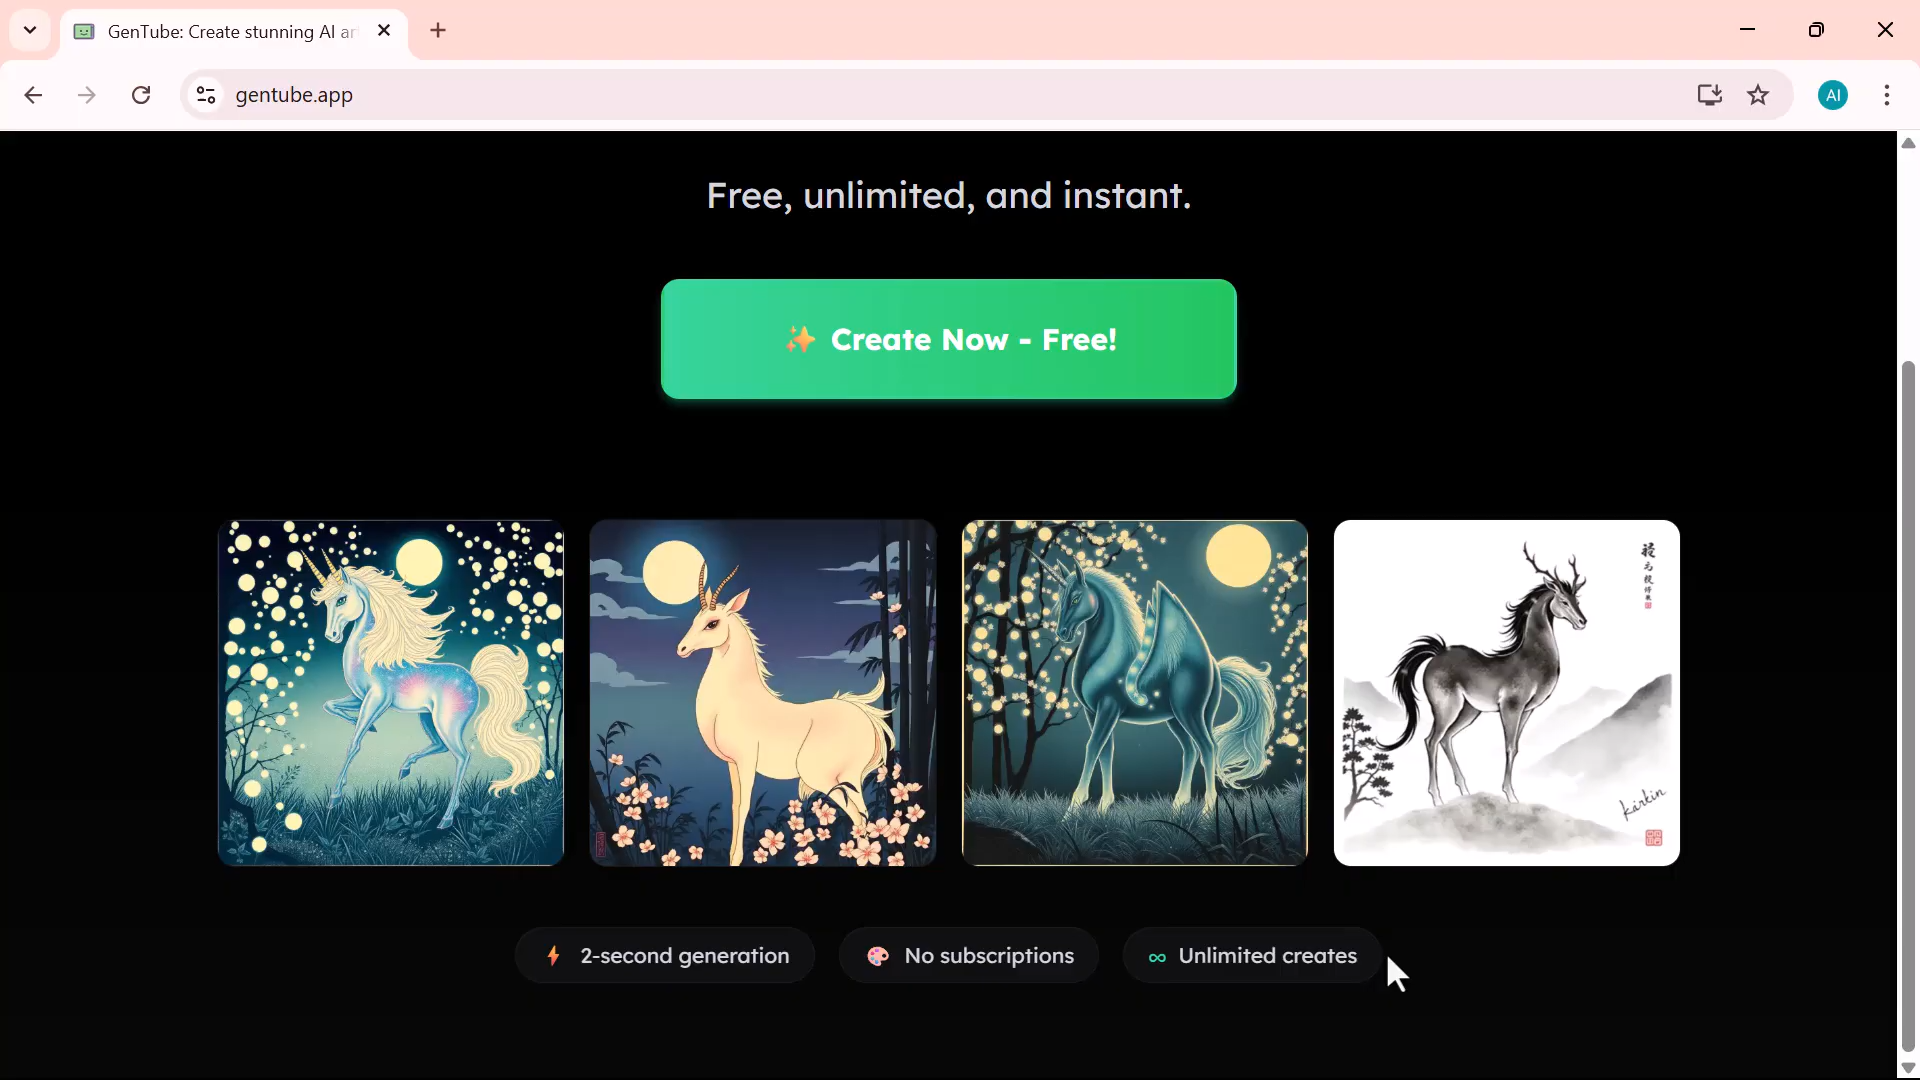 GenTube: Create stunning AI ar
gentube.app
AI
Free, unlimited, and instant.
✨ Create Now - Free!
kárkin
2-second generation
No subscriptions
∞ Unlimited creates